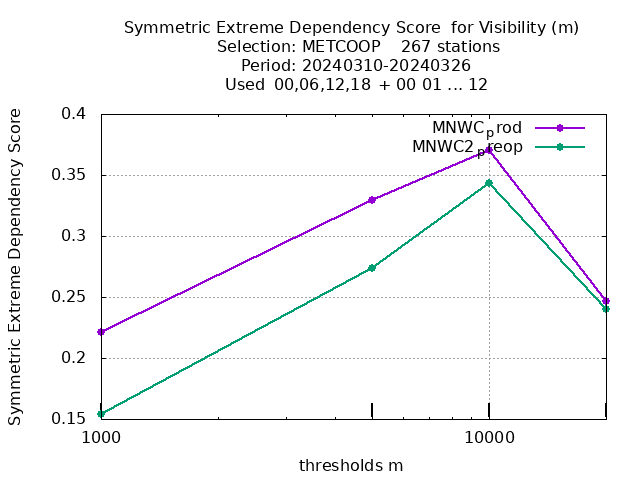 Symmetric Extreme Dependency Score  for Visibility (m)
Selection: METCOOP    267 stations
Period: 20240310-20240326
Used  00,06,12,18  + 00 01 ... 12
Symmetric Extreme Dependency Score
0.4
0.35
0.3
0.25
0.2
0.15
MNWC_prod
MNWC2_preop
1000
10000
thresholds m